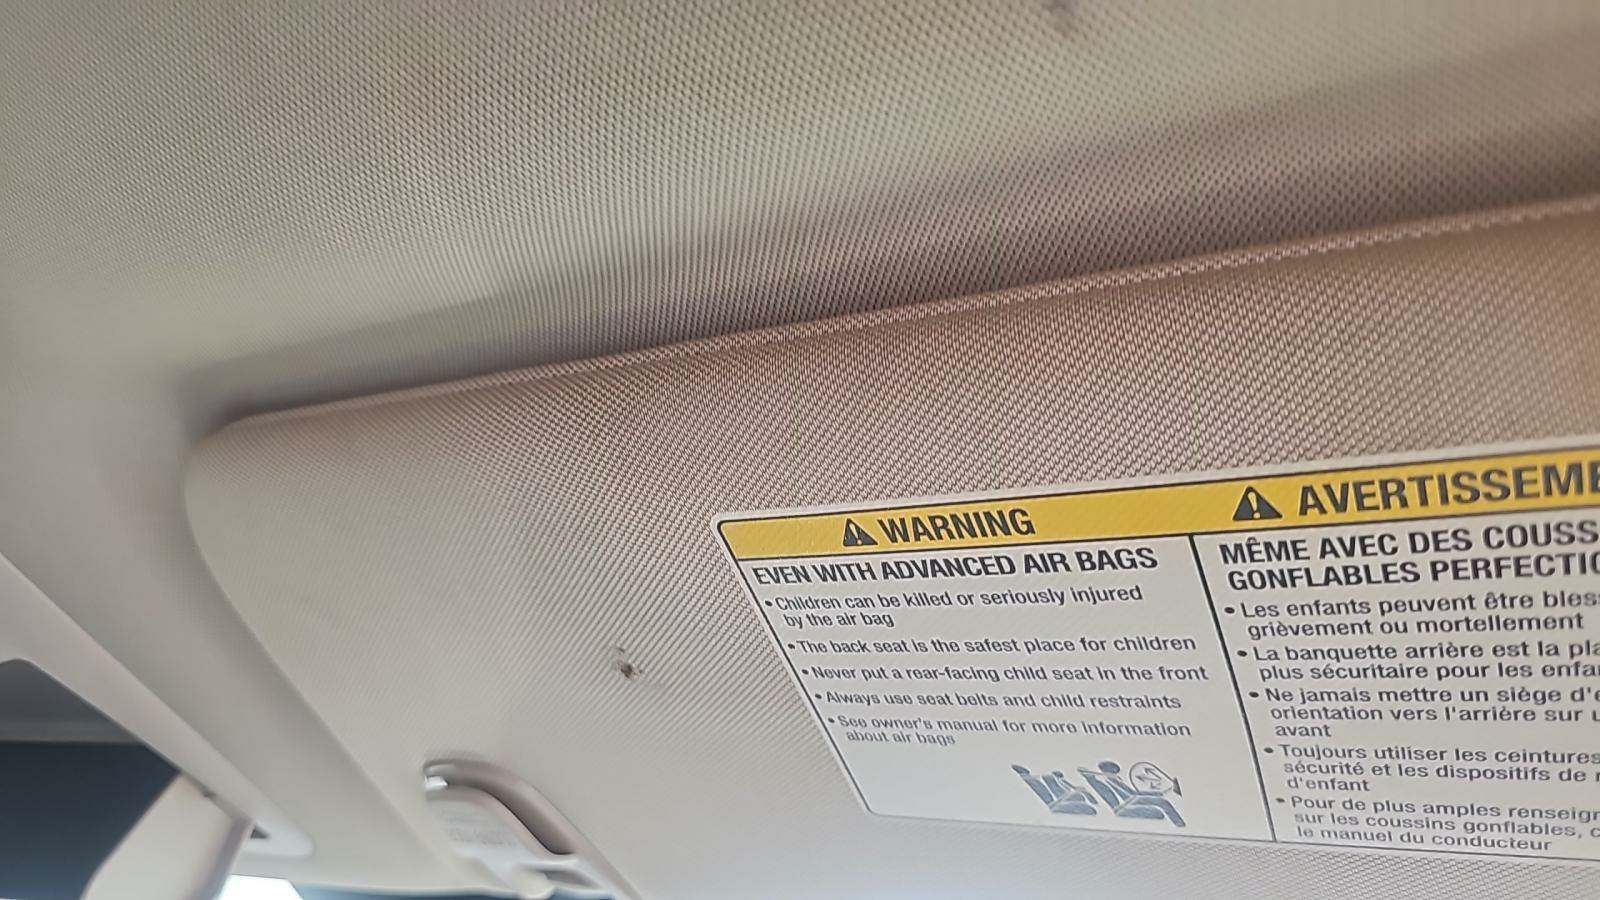 WARNING
EVEN WITH ADVANCED AIR BAGS
• Children can be killed or seriously injured
by the air bag
• The back seat is the safest place for children
• Never put a rear-facing child seat in the front
• Always use seat belts and child restraints
• See owner's manual for more information
about air bags
AVERTISSEME
MÊME AVEC DES COUSS
GONFLABLES PERFECTIO
• Les enfants peuvent être bles
grièvement ou mortellement
• La banquette arrière est la pla
plus sécuritaire pour les enfa
• Ne jamais mettre un siège d'e
orientation vers l'arrière sur
avant
• Toujours utiliser les ceintures
sécurité et les dispositifs de
d'enfant
• Pour de plus amples renseign
sur les coussins gonflables,
le manuel du conducteur